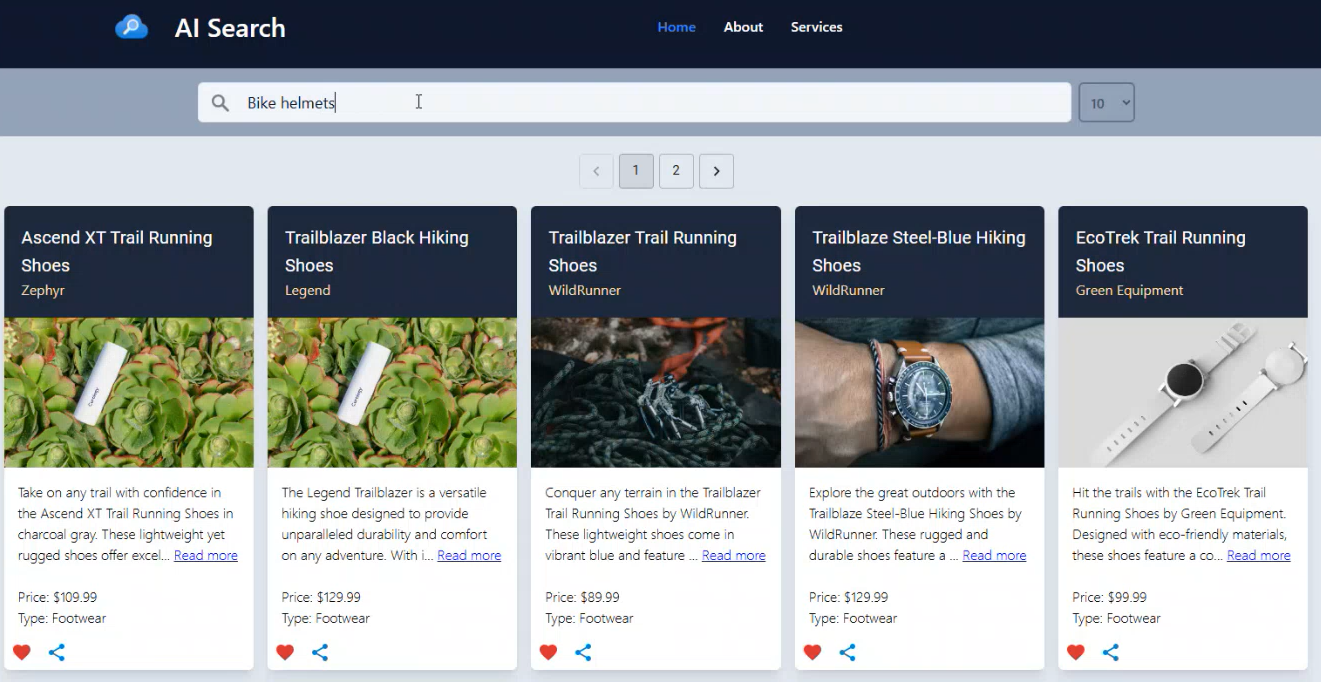 AI Search
Home
About
Services
Bike helmets
10
1
2
Ascend XT Trail Running
Shoes
Zephyr
Take on any trail with confidence in
the Ascend XT Trail Running Shoes in
charcoal gray. These lightweight yet
rugged shoes offer excel... Read more
Price: $109.99
Type: Footwear
Trailblazer Black Hiking
Shoes
Legend
The Legend Trailblazer is a versatile
hiking shoe designed to provide
unparalleled durability and comfort
on any adventure. With i... Read more
Price: $129.99
Type: Footwear
Trailblazer Trail Running
Shoes
WildRunner
Conquer any terrain in the Trailblazer
Trail Running Shoes by WildRunner.
These lightweight shoes come in
vibrant blue and feature ... Read more
Price: $89.99
Type: Footwear
Trailblaze Steel-Blue Hiking
Shoes
WildRunner
Explore the great outdoors with the
Trailblaze Steel-Blue Hiking Shoes by
WildRunner. These rugged and
durable shoes feature a ... Read more
Price: $129.99
Type: Footwear
EcoTrek Trail Running
Shoes
Green Equipment
Hit the trails with the EcoTrek Trail
Running Shoes by Green Equipment.
Designed with eco-friendly materials,
these shoes feature a co... Read more
Price: $99.99
Type: Footwear